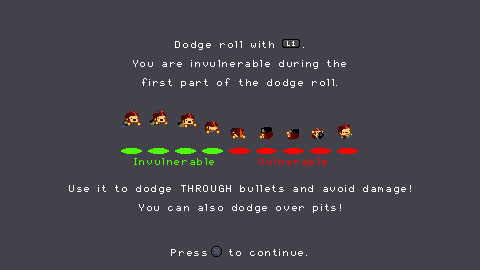 Dodge roll with L1.
You are invulnerable during the
first part of the dodge roll.
Invulnerable Vulnerable
Use it to dodge THROUGH bullets and avoid damage!
You can also dodge over pits!
Press to continue.